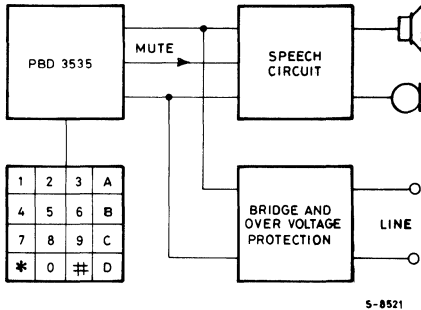 PBD 3535
MUTE
SPEECH
CIRCUIT
1 2 3 A
4 5 6 B
7 8 9 C
* 0 # D
BRIDGE AND
OVER VOLTAGE
PROTECTION
LINE
S-8521